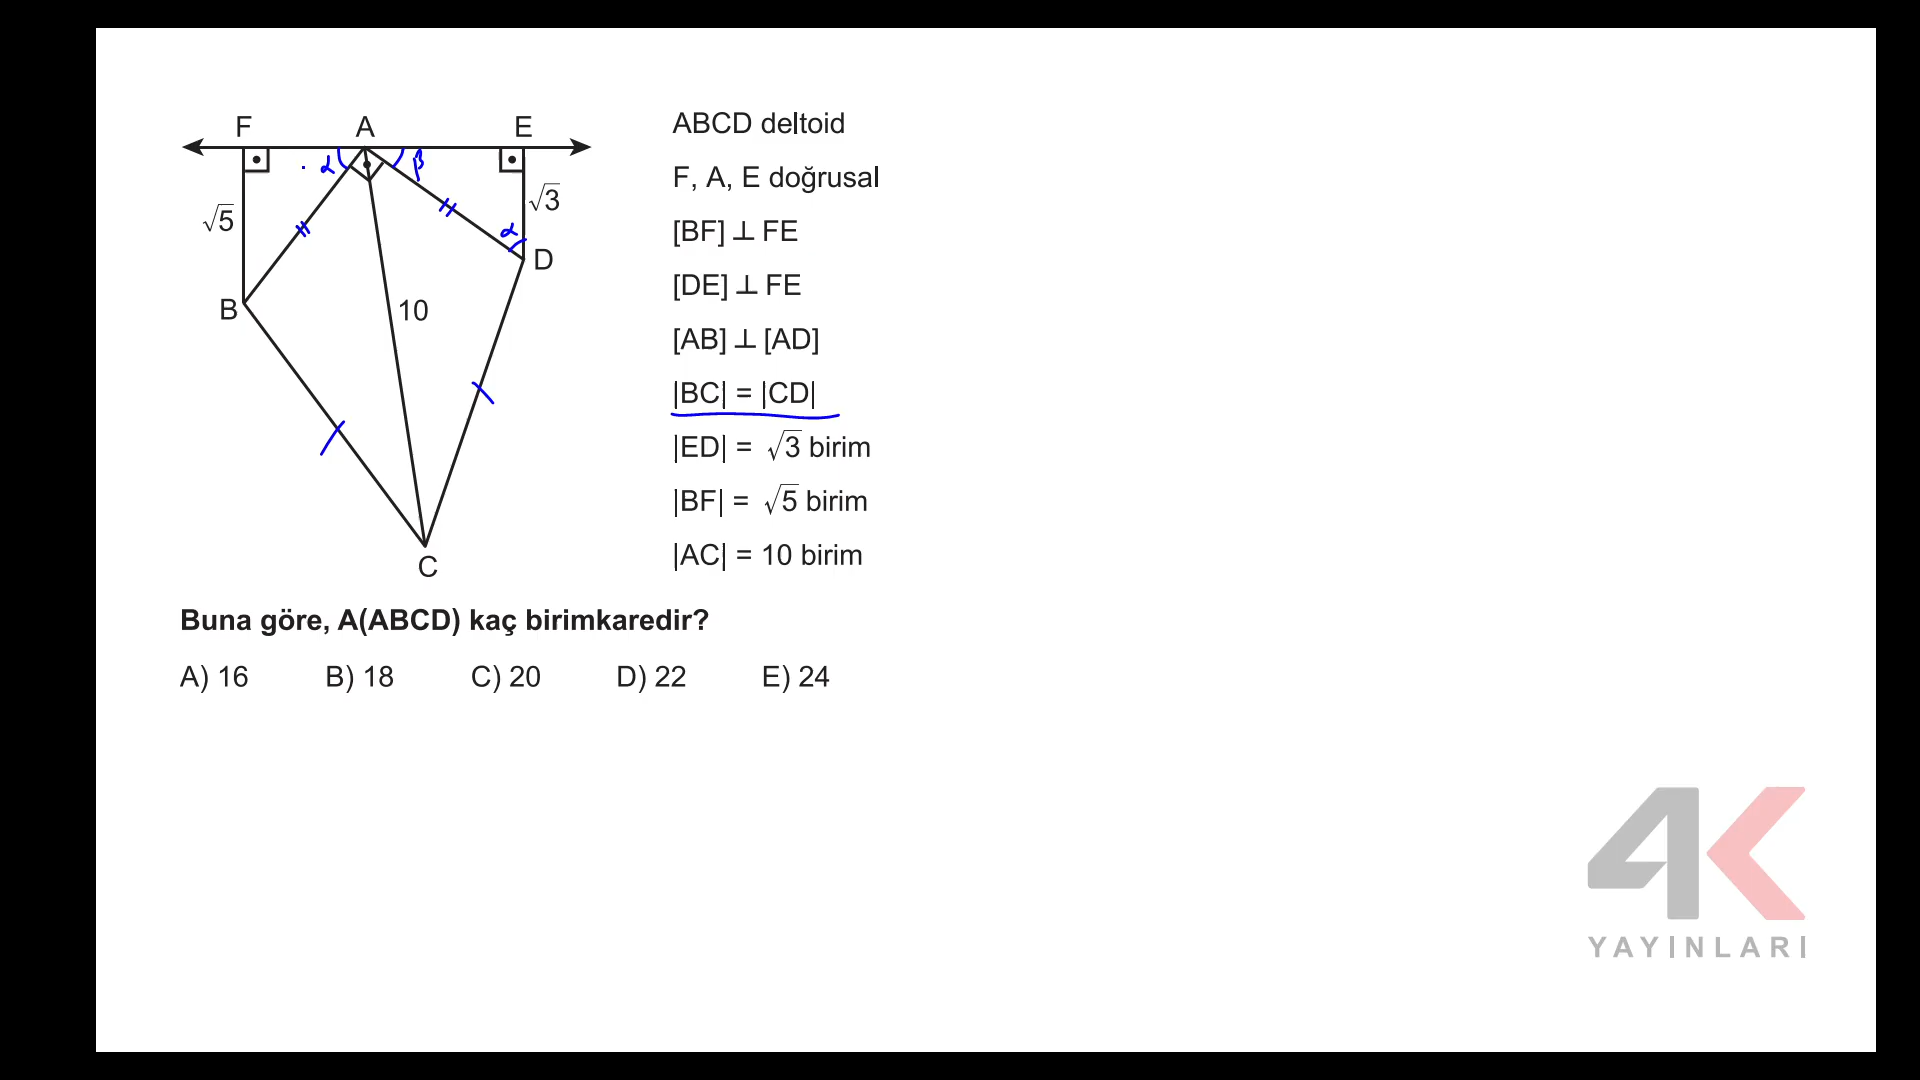 F A E
α β
√5 √3
α
D
B 10
C
ABCD deltoid
F, A, E doğrusal
[BF] ⊥ FE
[DE] ⊥ FE
[AB] ⊥ [AD]
|BC| = |CD|
|ED| = √3 birim
|BF| = √5 birim
|AC| = 10 birim
Buna göre, A(ABCD) kaç birimkaredir?
A) 16 B) 18 C) 20 D) 22 E) 24
4K
YAYINLARI